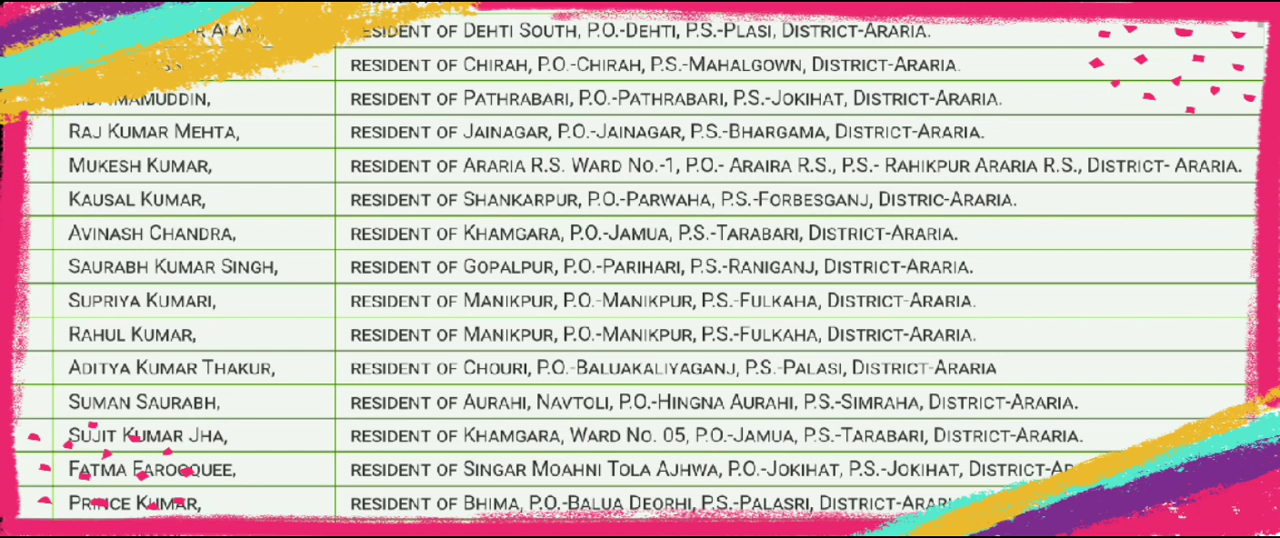 ALAM RESIDENT OF DEHTI SOUTH, P.O.-DEHTI, P.S.-PLASI, DISTRICT-ARARIA.
RESIDENT OF CHIRAH, P.O.-CHIRAH, P.S.-MAHALGOWN, DISTRICT-ARARIA.
RESIDENT OF PATHRABARI, P.O.-PATHRABARI, P.S.-JOKIHAT, DISTRICT-ARARIA.
RAJ KUMAR MEHTA, RESIDENT OF JAINAGAR, P.O.-JAINAGAR, P.S.-BHARGAMA, DISTRICT-ARARIA.
MUKESH KUMAR, RESIDENT OF ARARIA R.S. WARD NO.-1, P.O.- ARAIRA R.S., P.S.- RAHIKPUR ARARIA R.S., DISTRICT- ARARIA.
KAUSAL KUMAR, RESIDENT OF SHANKARPUR, P.O.-PARWAHA, P.S.-FORBESGANJ, DISTRIC-ARARIA.
AVINASH CHANDRA, RESIDENT OF KHAMGARA, P.O.-JAMUA, P.S.-TARABARI, DISTRICT-ARARIA.
SAURABH KUMAR SINGH, RESIDENT OF GOPALPUR, P.O.-PARIHARI, P.S.-RANIGANJ, DISTRICT-ARARIA.
SUPRIYA KUMARI, RESIDENT OF MANIKPUR, P.O.-MANIKPUR, P.S.-FULKAHA, DISTRICT-ARARIA.
RAHUL KUMAR, RESIDENT OF MANIKPUR, P.O.-MANIKPUR, P.S.-FULKAHA, DISTRICT-ARARIA.
ADITYA KUMAR THAKUR, RESIDENT OF CHOURI, P.O.-BALUAKALIYAGANJ, P.S.-PALASI, DISTRICT-ARARIA
SUMAN SAURABH, RESIDENT OF AURAHI, NAVTOLI, P.O.-HINGNA AURAHI, P.S.-SIMRAHA, DISTRICT-ARARIA.
SUJIT KUMAR JHA, RESIDENT OF KHAMGARA, WARD NO. 05, P.O.-JAMUA, P.S.-TARABARI, DISTRICT-ARARIA.
FATMA FAROCQUEE, RESIDENT OF SINGAR MOAHNI TOLA AJHWA, P.O.-JOKIHAT, P.S.-JOKIHAT,
PRINCE KUMAR, RESIDENT OF BHIMA, P.O.-BALUA DEORHI, P.S.-PALASRI,